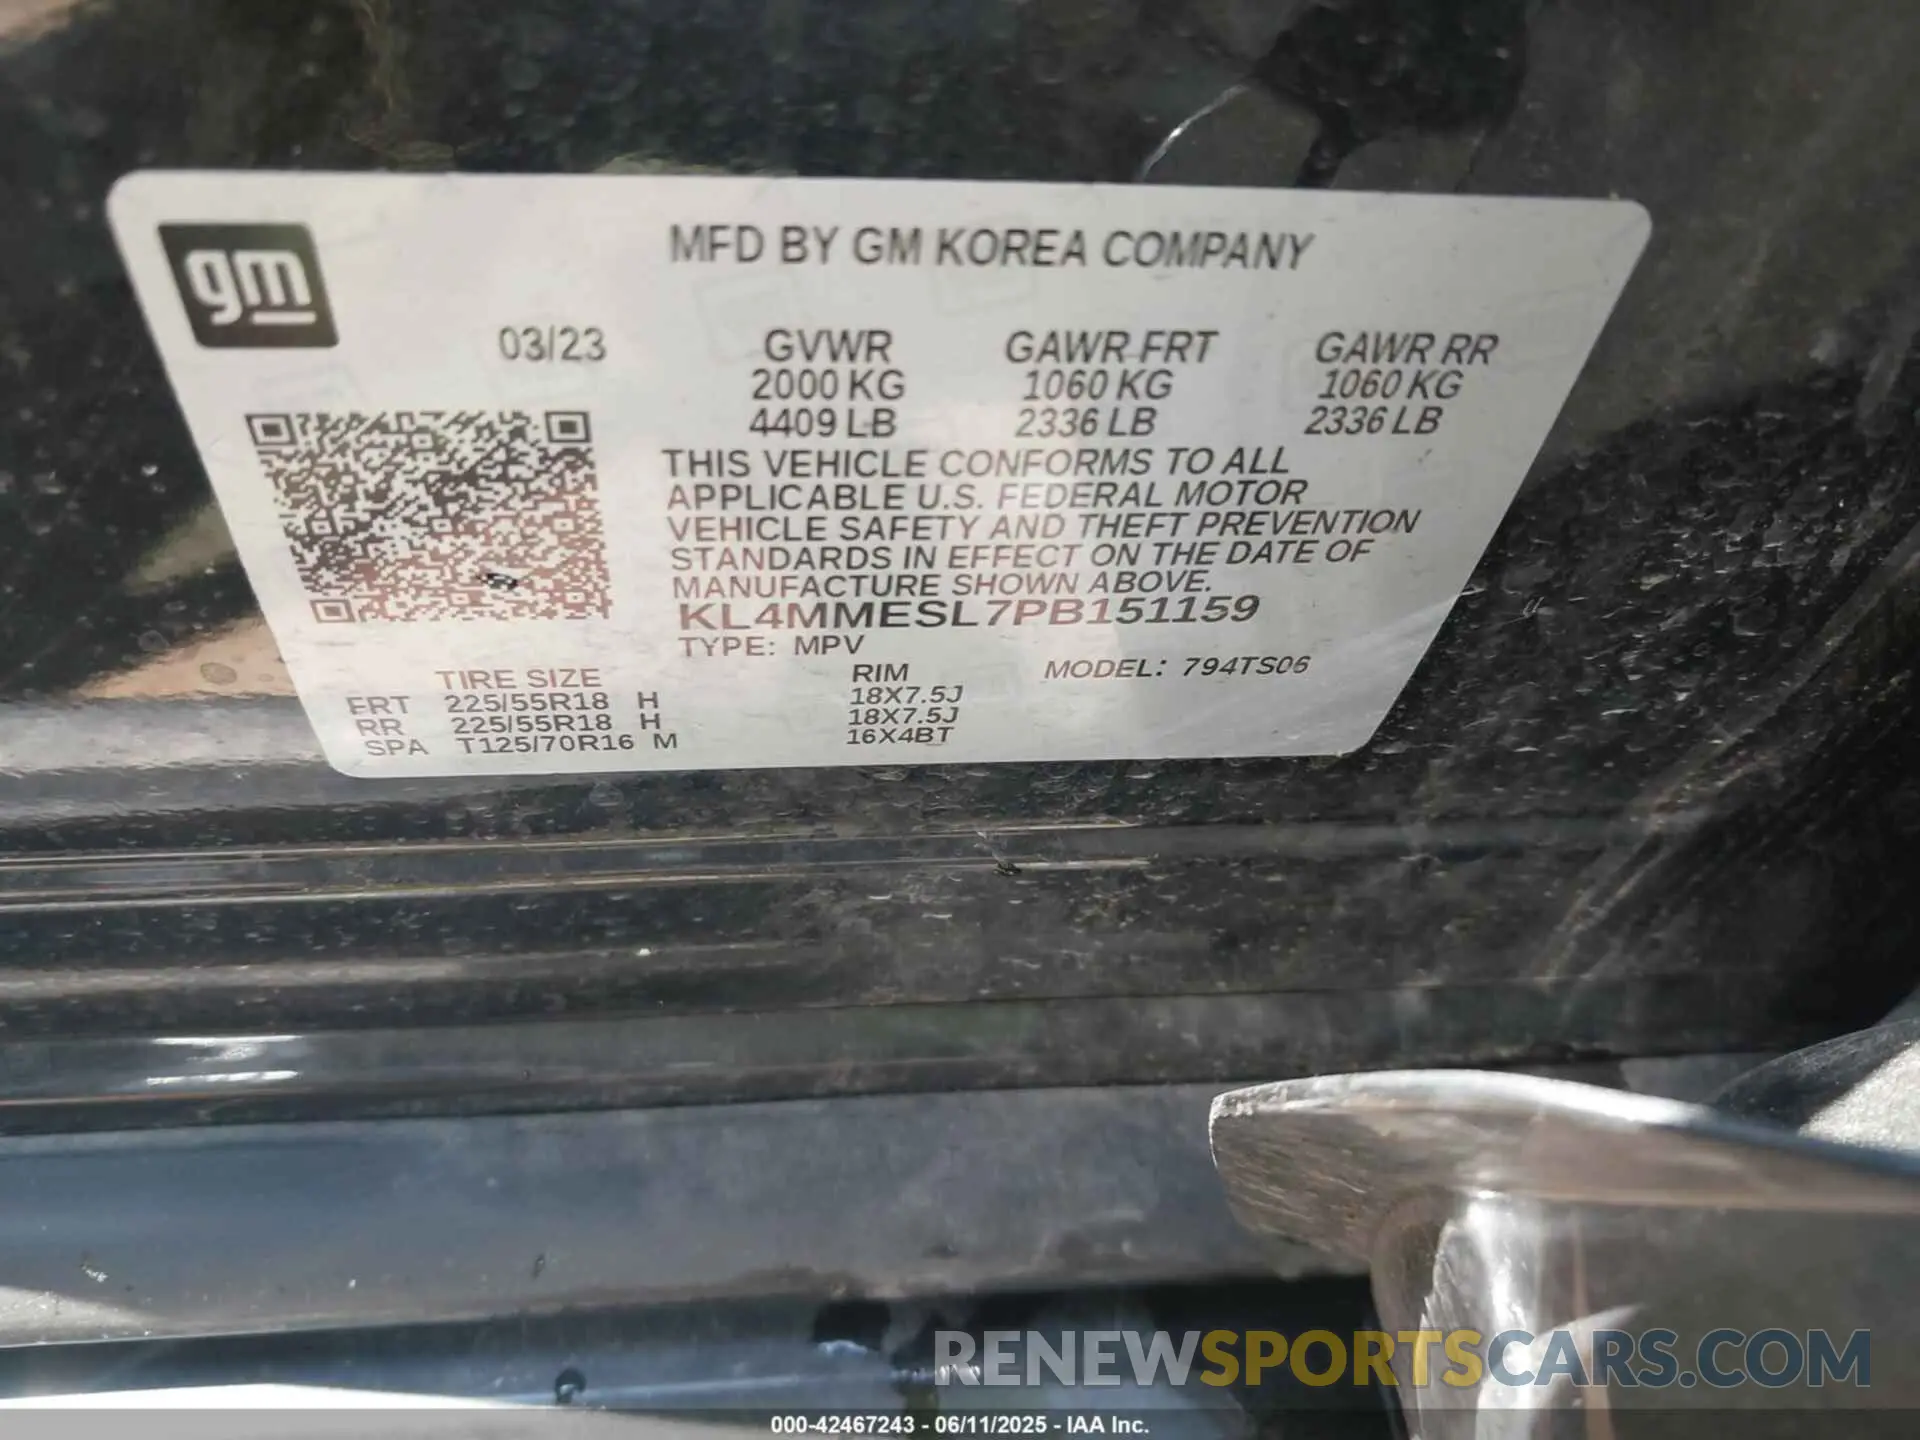 gm
MFD BY GM KOREA COMPANY
03/23 GVWR GAWR FRT GAWR RR
2000 KG 1060 KG 1060 KG
4409 LB 2336 LB 2336 LB
THIS VEHICLE CONFORMS TO ALL
APPLICABLE U.S. FEDERAL MOTOR
VEHICLE SAFETY AND THEFT PREVENTION
STANDARDS IN EFFECT ON THE DATE OF
MANUFACTURE SHOWN ABOVE.
KL4MMESL7PB151159
TYPE: MPV
TIRE SIZE RIM MODEL: 794TS06
FRT 225/55R18 H 18X7.5J
RR 225/55R18 H 18X7.5J
SPA T125/70R16 M 16X4BT
RENEWSPORTSCARS.COM
000-42467243 - 06/11/2025 - IAA Inc.